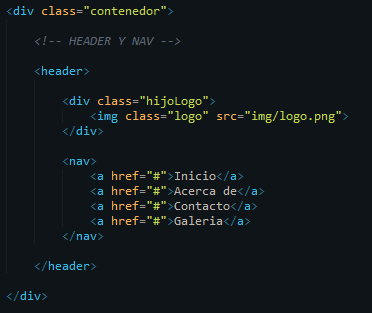 <div class="contenedor">
<!-- HEADER Y NAV -->
<header>
<div class="hijoLogo">
<img class="logo" src="img/logo.png">
</div>
<nav>
<a href="#">Inicio</a>
<a href="#">Acerca de</a>
<a href="#">Contacto</a>
<a href="#">Galeria</a>
</nav>
</header>
</div>